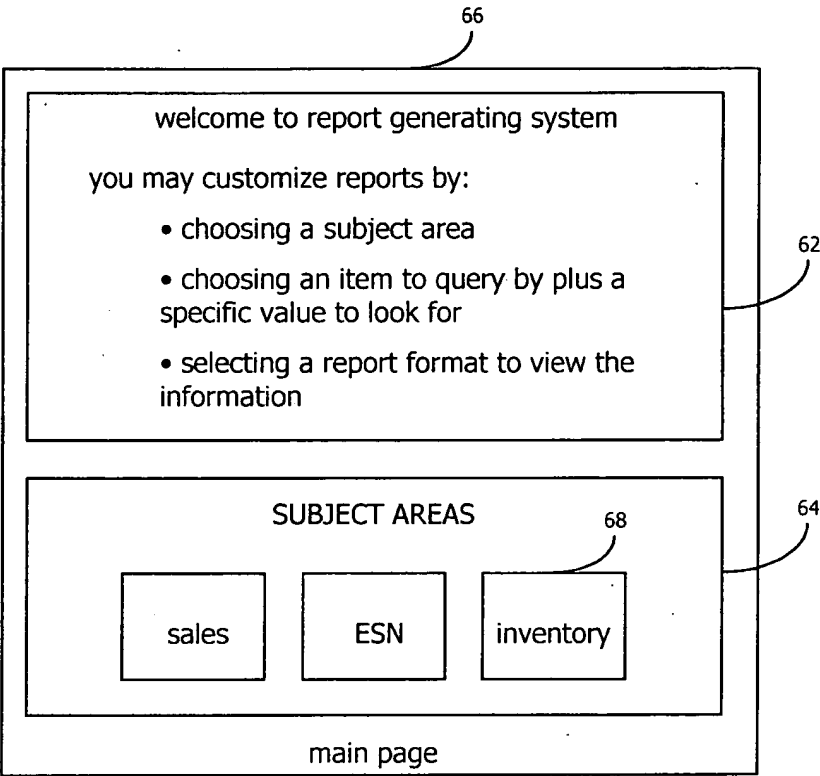 66
welcome to report generating system
you may customize reports by:
• choosing a subject area
• choosing an item to query by plus a
specific value to look for
• selecting a report format to view the
information
62
SUBJECT AREAS
68
64
sales
ESN
inventory
main page